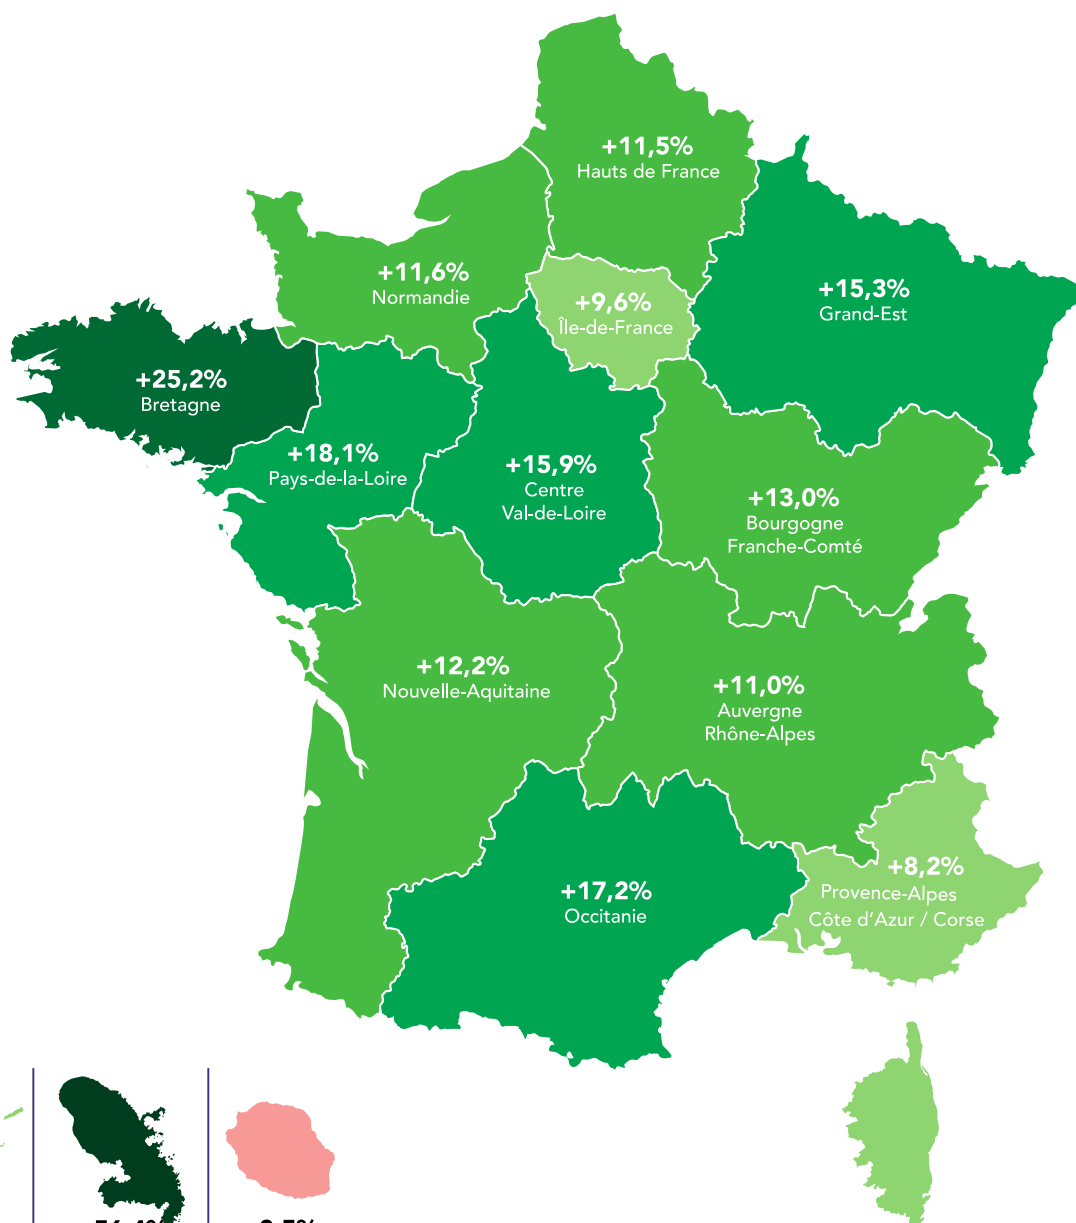 +11,5%
Hauts de France
+11,6%
Normandie
+9,6%
Île-de-France
+15,3%
Grand-Est
+25,2%
Bretagne
+18,1%
Pays-de-la-Loire
+15,9%
Centre
Val-de-Loire
+13,0%
Bourgogne
Franche-Comté
+12,2%
Nouvelle-Aquitaine
+11,0%
Auvergne
Rhône-Alpes
+8,2%
Provence-Alpes
Côte d'Azur / Corse
+17,2%
Occitanie